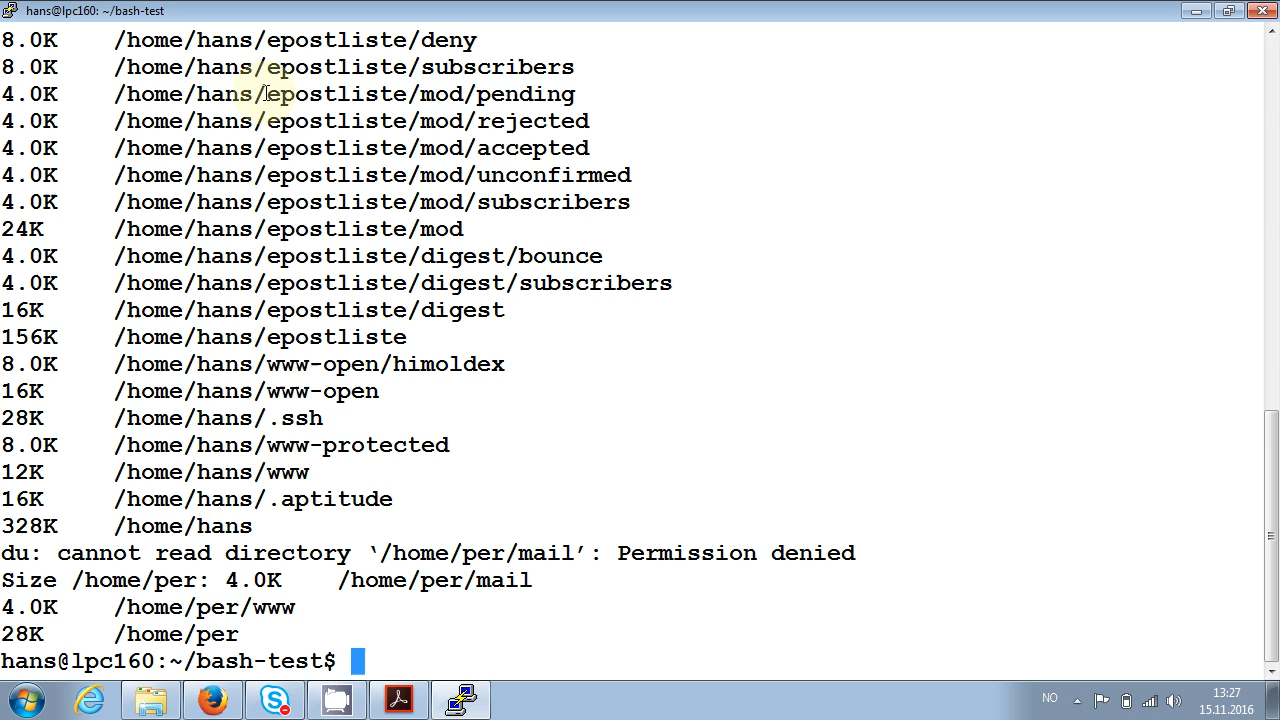 hans@lpc160: ~/bash-test
8.0K /home/hans/epostliste/deny
8.0K /home/hans/epostliste/subscribers
4.0K /home/hans/epostliste/mod/pending
4.0K /home/hans/epostliste/mod/rejected
4.0K /home/hans/epostliste/mod/accepted
4.0K /home/hans/epostliste/mod/unconfirmed
4.0K /home/hans/epostliste/mod/subscribers
24K /home/hans/epostliste/mod
4.0K /home/hans/epostliste/digest/bounce
4.0K /home/hans/epostliste/digest/subscribers
16K /home/hans/epostliste/digest
156K /home/hans/epostliste
8.0K /home/hans/www-open/himoldex
16K /home/hans/www-open
28K /home/hans/.ssh
8.0K /home/hans/www-protected
12K /home/hans/www
16K /home/hans/.aptitude
328K /home/hans
du: cannot read directory ‘/home/per/mail’: Permission denied
Size /home/per: 4.0K /home/per/mail
4.0K /home/per/www
28K /home/per
hans@lpc160:~/bash-test$
NO
13:27
15.11.2016